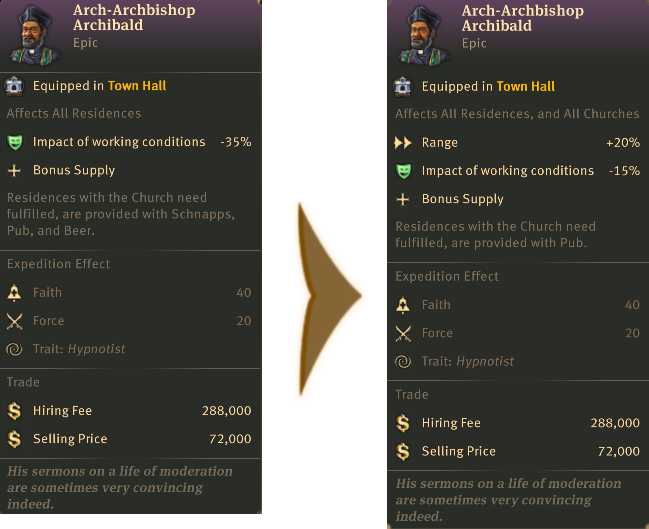 Arch-Archbishop
Archibald
Epic
Equipped in Town Hall
Affects All Residences
Impact of working conditions -35%
Bonus Supply
Residences with the Church need
fulfilled, are provided with Schnapps,
Pub, and Beer.
Expedition Effect
Faith 40
Force 20
Trait: Hypnotist
Trade
Hiring Fee 288,000
Selling Price 72,000
His sermons on a life of moderation
are sometimes very convincing
indeed.
Arch-Archbishop
Archibald
Epic
Equipped in Town Hall
Affects All Residences, and All Churches
Range +20%
Impact of working conditions -15%
Bonus Supply
Residences with the Church need
fulfilled, are provided with Pub.
Expedition Effect
Faith 40
Force 20
Trait: Hypnotist
Trade
Hiring Fee 288,000
Selling Price 72,000
His sermons on a life of moderation
are sometimes very convincing
indeed.